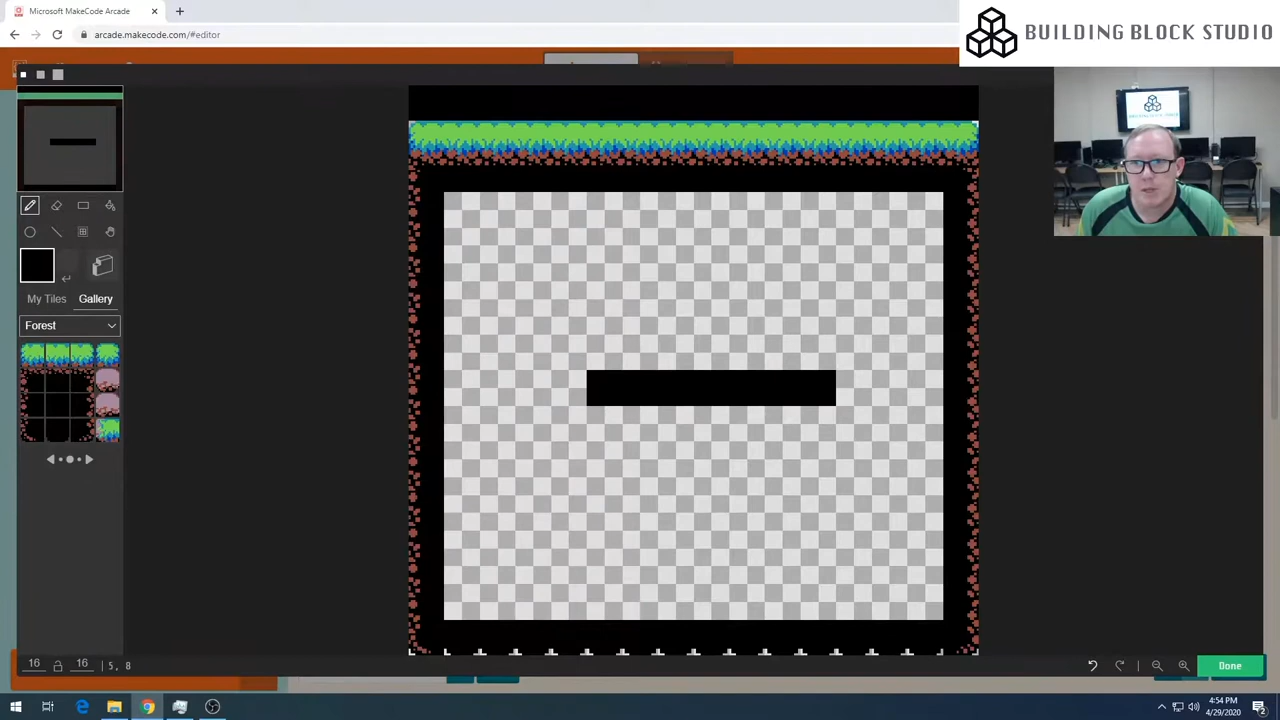 Microsoft MakeCode Arcade
arcade.makecode.com/#editor
BUILDING BLOCK STUDIO
My Tiles
Gallery
Forest
16
16
5, 8
Done
4:54 PM
4/29/2020
2